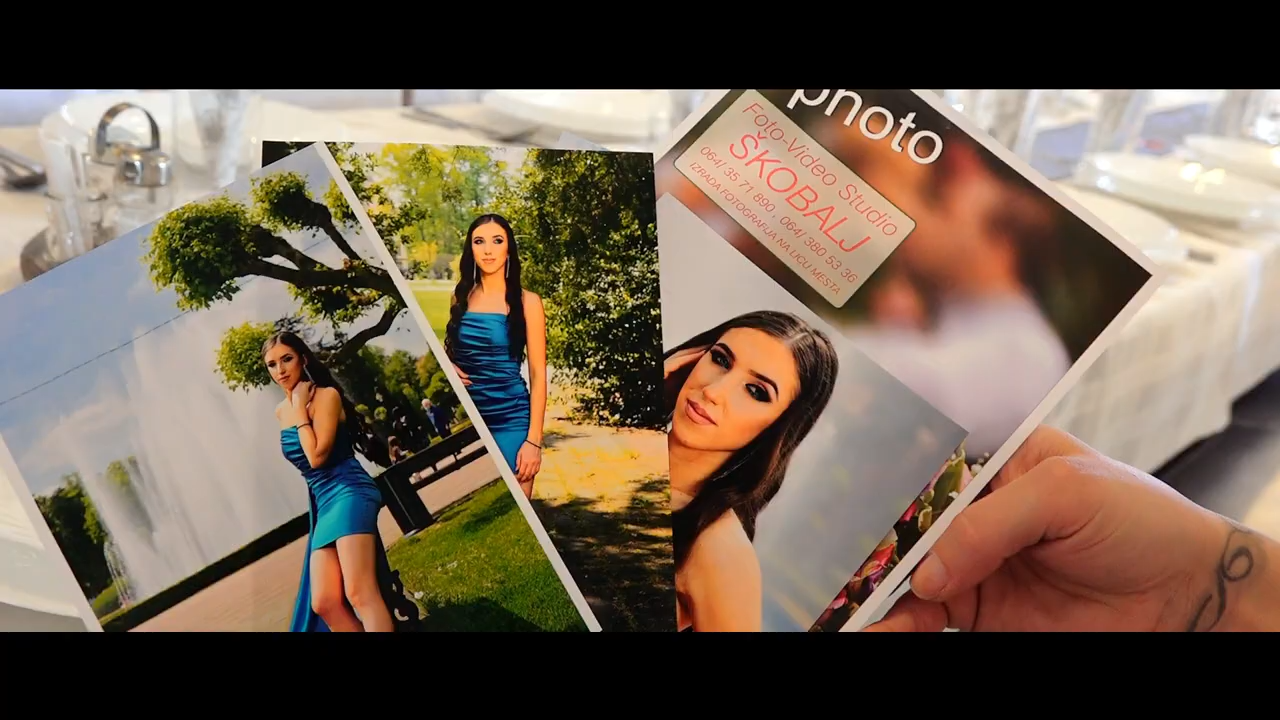 photo
Foto-Video Studio
ŠKOBALJ
064/ 35 71 890 , 064/ 380 53 36
IZRADA FOTOGRAFIJA NA LICU MESTA